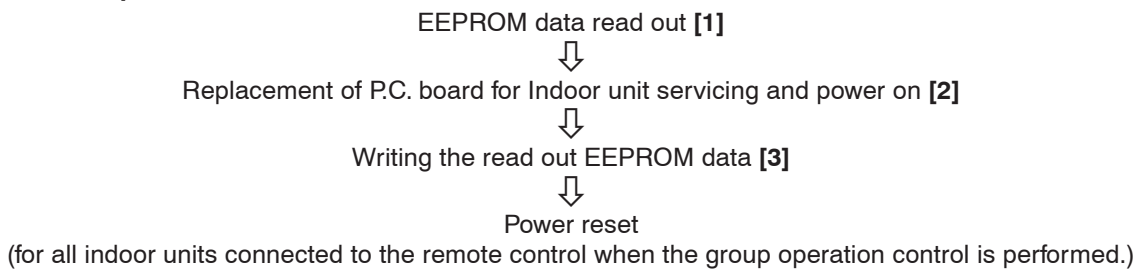 EEPROM data read out [1]
⇩
Replacement of P.C. board for Indoor unit servicing and power on [2]
⇩
Writing the read out EEPROM data [3]
⇩
Power reset
(for all indoor units connected to the remote control when the group operation control is performed.)